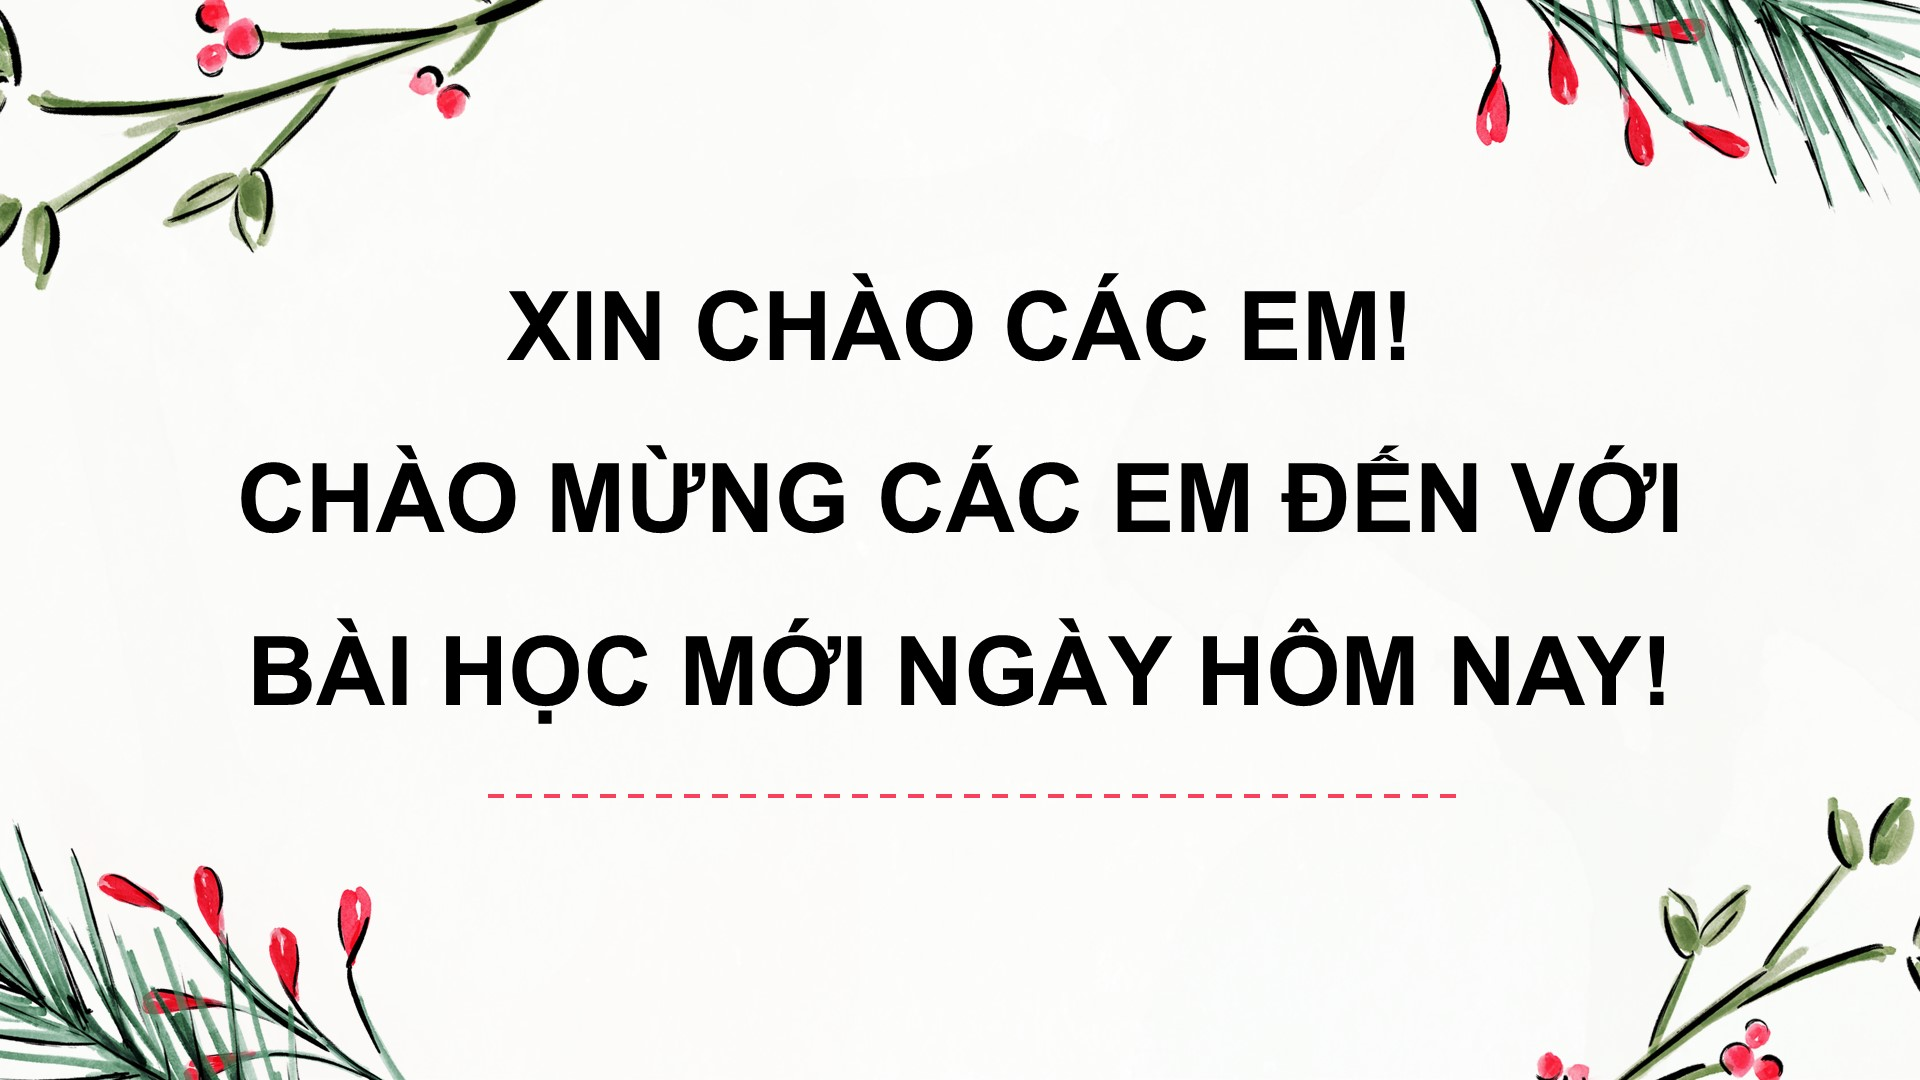 XIN CHÀO CÁC EM!
CHÀO MỪNG CÁC EM ĐẾN VỚI
BÀI HỌC MỚI NGÀY HÔM NAY!